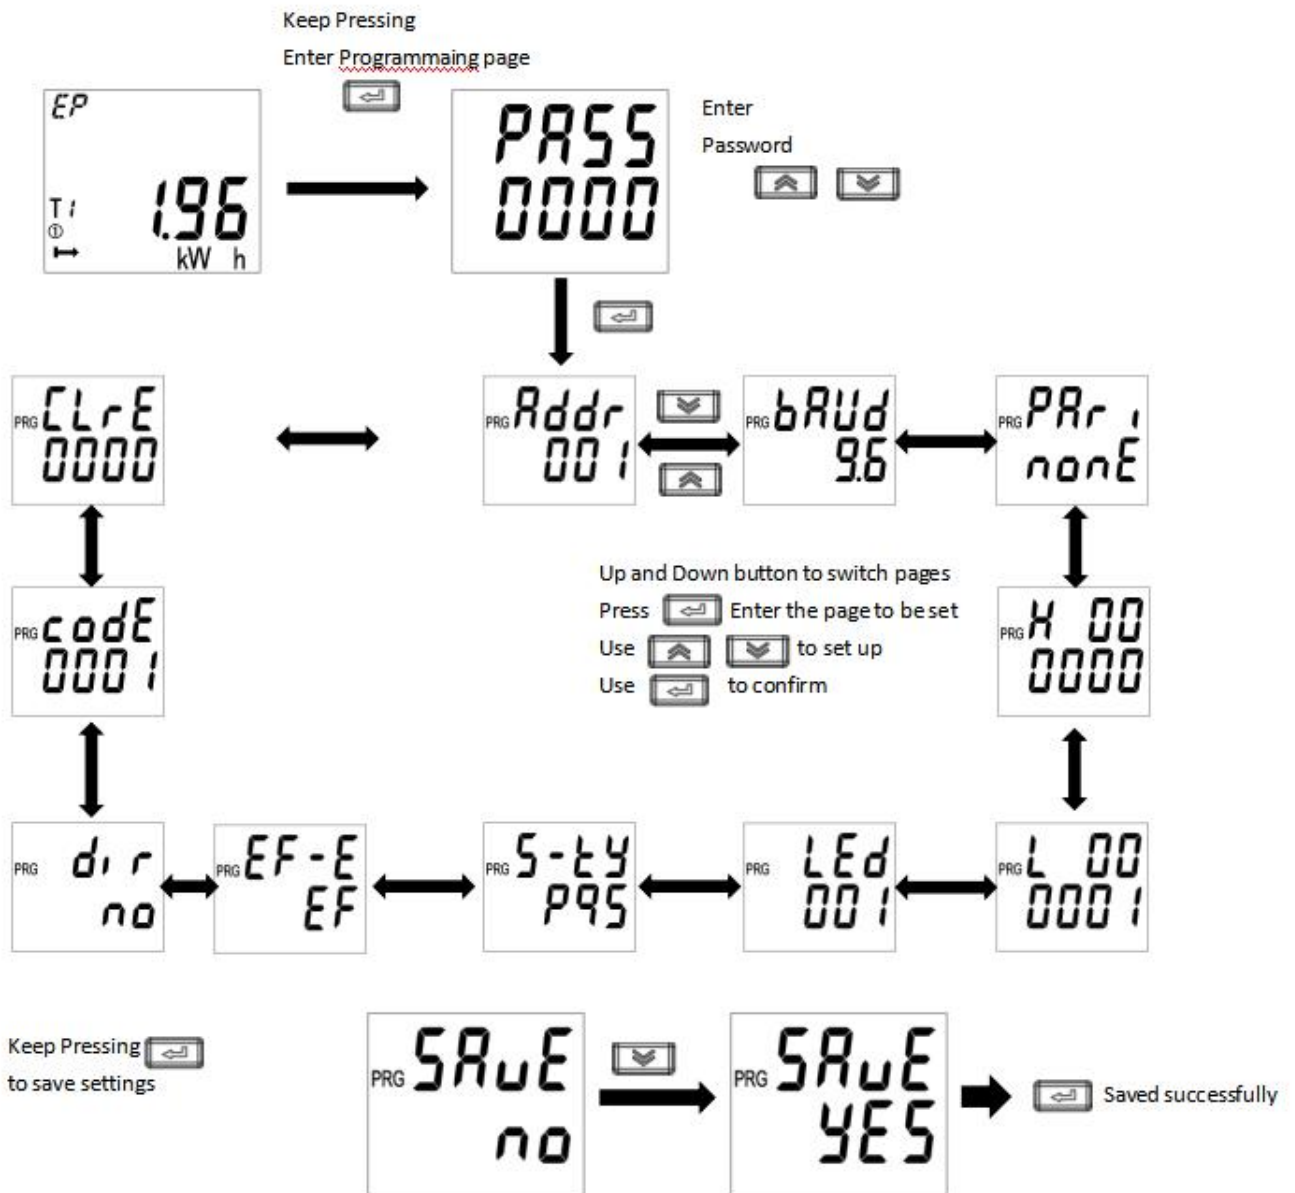 Keep Pressing
Enter Programmaing page
EP
T1
①
1.96
kW h
PASS
0000
Enter
Password
PRG CLrE
0000
PRG Addr
001
PRG bAUd
9.6
PRG PAri
nonE
Up and Down button to switch pages
Press Enter the page to be set
Use to set up
Use to confirm
PRG codE
0001
PRG H 00
0000
PRG dir
no
PRG EF-E
EF
PRG S-ty
PqS
PRG LEd
001
PRG L 00
0001
Keep Pressing
to save settings
PRG SAvE
no
PRG SAvE
YES
Saved successfully